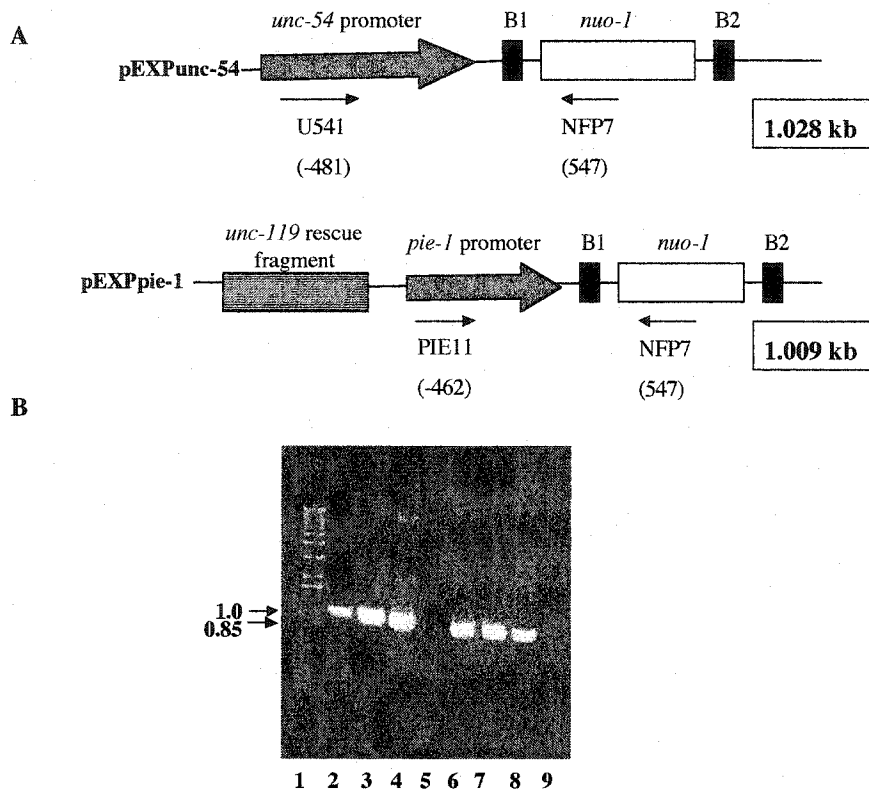 A
unc-54 promoter
B1
nuo-1
B2
pEXPunc-54
U541
NFP7
(-481)
(547)
1.028 kb
unc-119 rescue
fragment
pie-1 promoter
B1
nuo-1
B2
pEXPpie-1
PIE11
NFP7
(-462)
(547)
1.009 kb
B
1.0
0.85
1 2 3 4 5 6 7 8 9